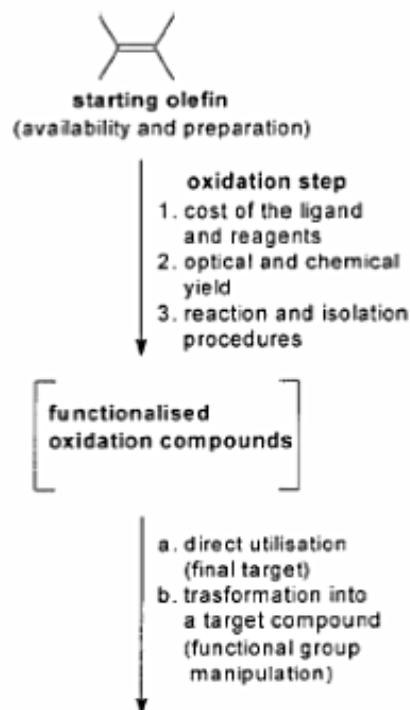 starting olefin
(availability and preparation)
oxidation step
1. cost of the ligand
and reagents
2. optical and chemical
yield
3. reaction and isolation
procedures
functionalised
oxidation compounds
a. direct utilisation
(final target)
b. trasformation into
a target compound
(functional group
manipulation)